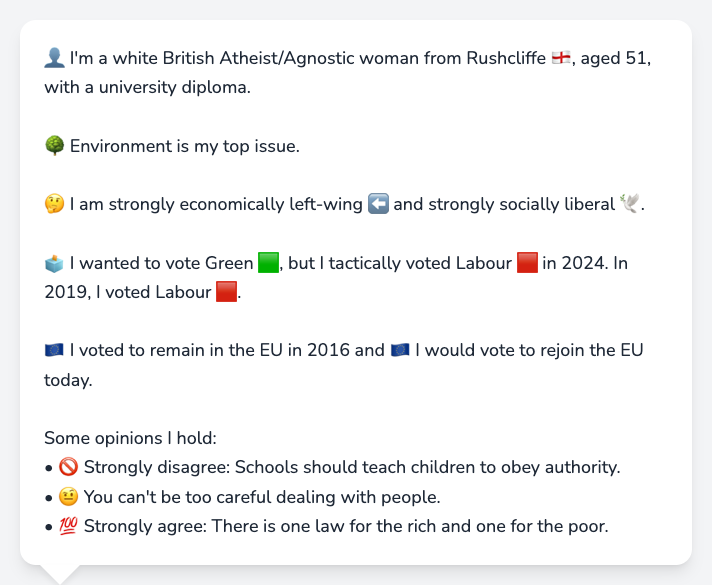 👤 I'm a white British Atheist/Agnostic woman from Rushcliffe 🏴󠁧󠁢󠁥󠁮󠁧󠁿, aged 51,
with a university diploma.
🌳 Environment is my top issue.
🤔 I am strongly economically left-wing ⬅️ and strongly socially liberal 🕊️.
🗳️ I wanted to vote Green 🟩, but I tactically voted Labour 🟥 in 2024. In
2019, I voted Labour 🟥.
🇪🇺 I voted to remain in the EU in 2016 and 🇪🇺 I would vote to rejoin the EU
today.
Some opinions I hold:
• 🚫 Strongly disagree: Schools should teach children to obey authority.
• 🤨 You can't be too careful dealing with people.
• 💯 Strongly agree: There is one law for the rich and one for the poor.